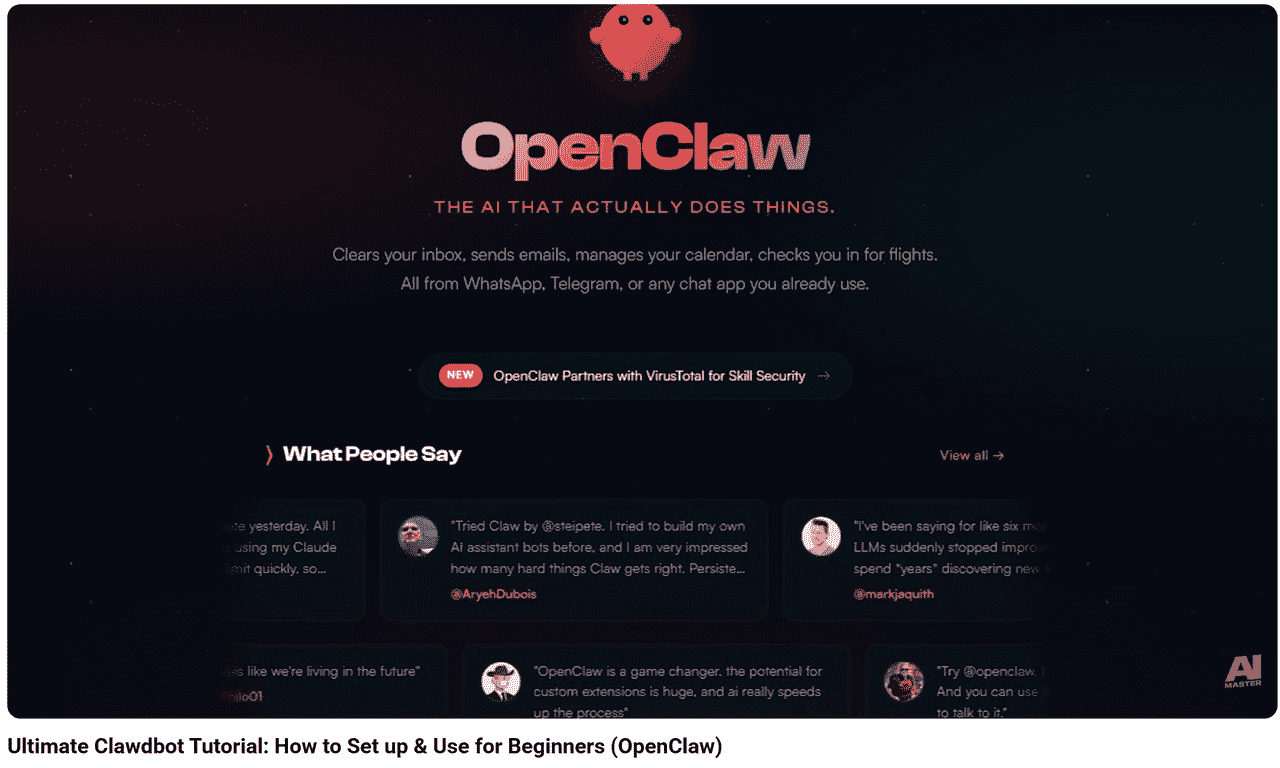 OpenClaw
THE AI THAT ACTUALLY DOES THINGS.
Clears your inbox, sends emails, manages your calendar, checks you in for flights.
All from WhatsApp, Telegram, or any chat app you already use.
NEW OpenClaw Partners with VirusTotal for Skill Security →
⟩ What People Say
View all →
yesterday. All I
using my Claude
quickly, so...
"Tried Claw by @steipete. I tried to build my own
AI assistant bots before, and I am very impressed
how many hard things Claw gets right. Persiste...
@AryehDubois
"I've been saying for like six
LLMs suddenly stopped
spend "years" discovering new
@markjaquith
like we're living in the future"
"OpenClaw is a game changer. the potential for
custom extensions is huge, and ai really speeds
up the process"
"Try @openclaw.
And you can use
to talk to it."
AI
MASTER
Ultimate Clawdbot Tutorial: How to Set up & Use for Beginners (OpenClaw)